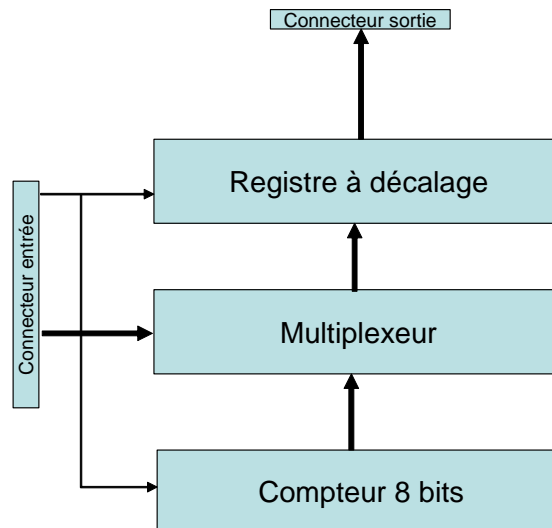 Connecteur sortie
Registre à décalage
Connecteur entrée
Multiplexeur
Compteur 8 bits